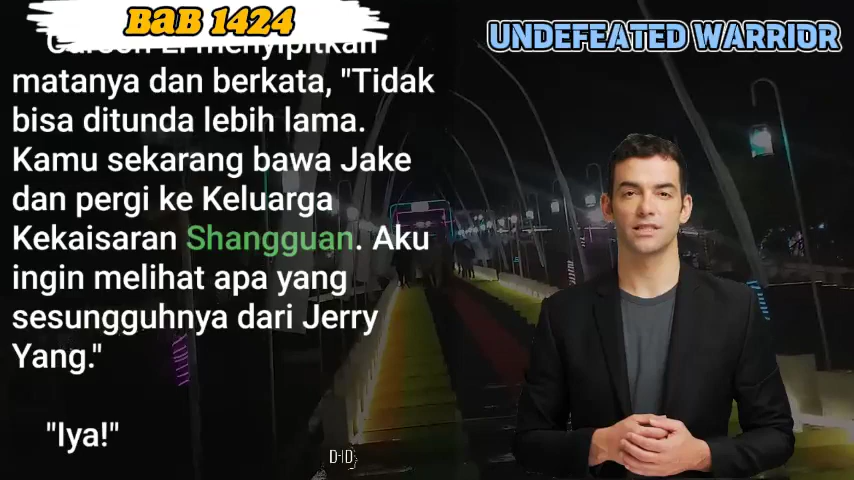 BAB 1424
UNDEFEATED WARRIOR
menyipitkan
matanya dan berkata, "Tidak
bisa ditunda lebih lama.
Kamu sekarang bawa Jake
dan pergi ke Keluarga
Kekaisaran Shangguan. Aku
ingin melihat apa yang
sesungguhnya dari Jerry
Yang."
"Iya!"
D-ID